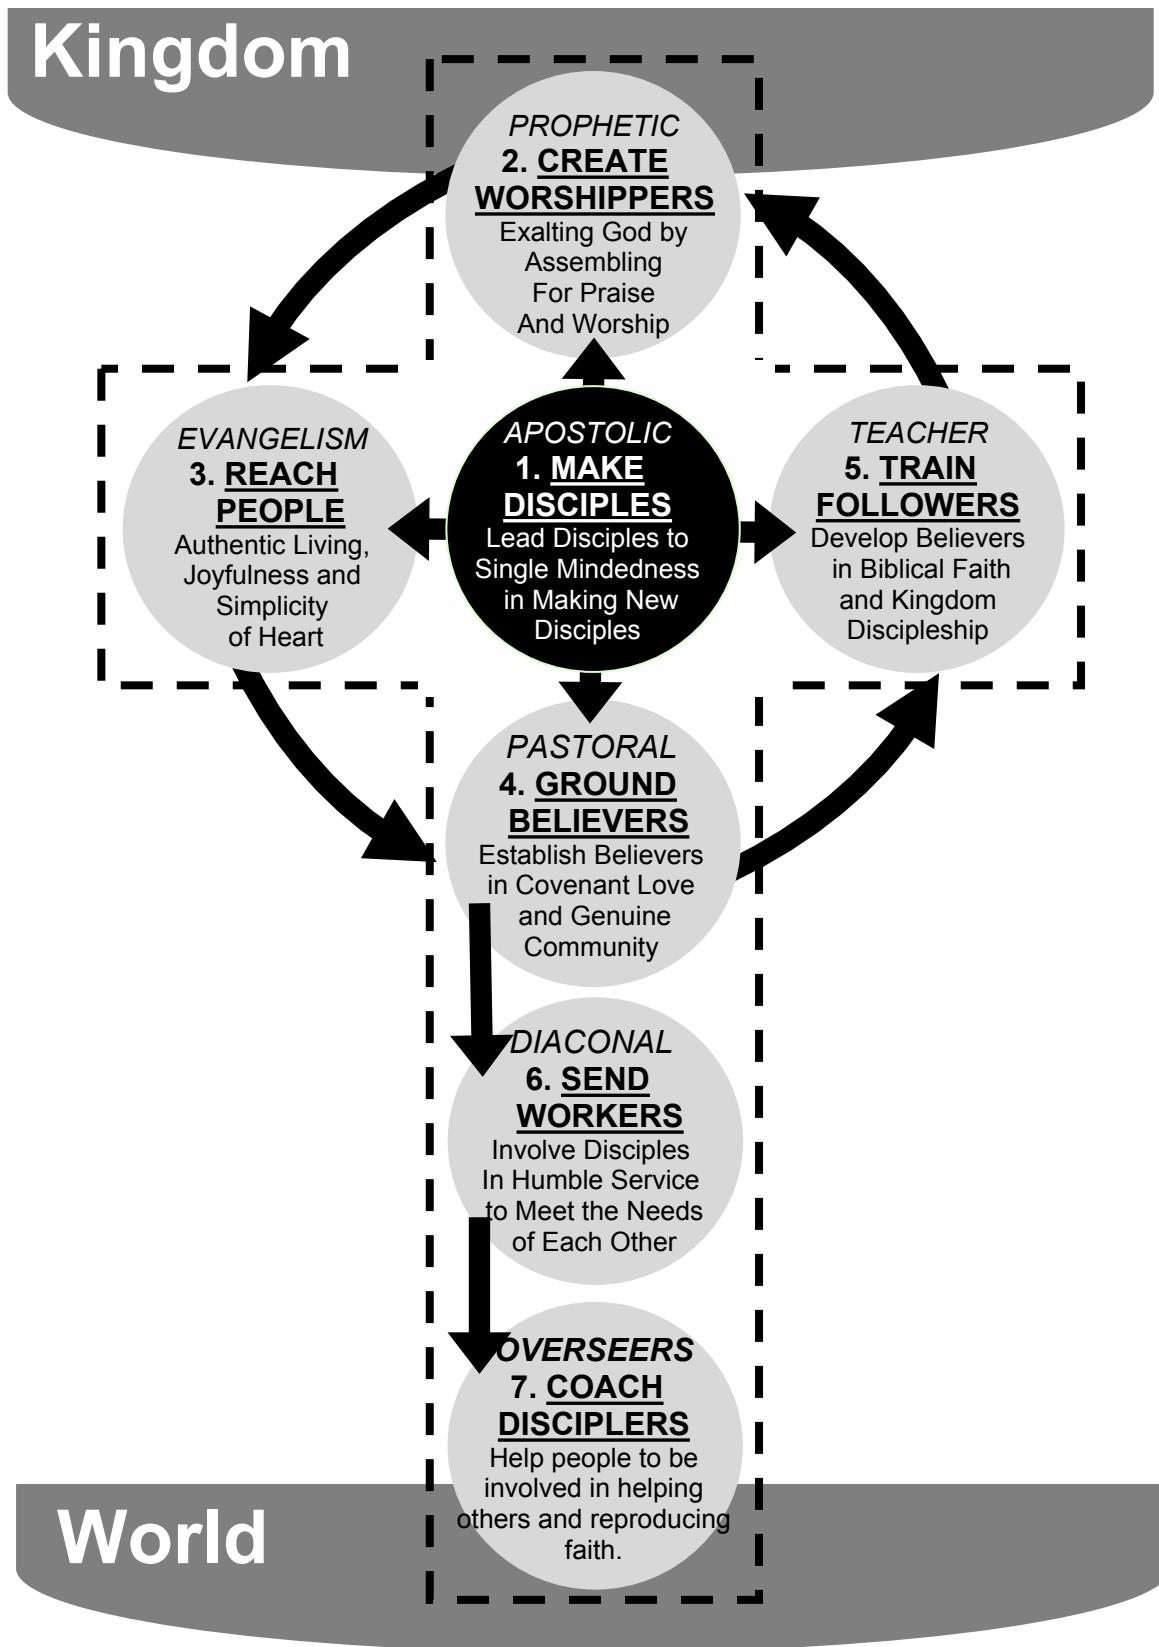 Kingdom
PROPHETIC
2. CREATE
WORSHIPPERS
Exalting God by
Assembling
For Praise
And Worship
EVANGELISM
3. REACH
PEOPLE
Authentic Living,
Joyfulness and
Simplicity
of Heart
APOSTOLIC
1. MAKE
DISCIPLES
Lead Disciples to
Single Mindedness
in Making New
Disciples
TEACHER
5. TRAIN
FOLLOWERS
Develop Believers
in Biblical Faith
and Kingdom
Discipleship
PASTORAL
4. GROUND
BELIEVERS
Establish Believers
in Covenant Love
and Genuine
Community
DIACONAL
6. SEND
WORKERS
Involve Disciples
In Humble Service
to Meet the Needs
of Each Other
OVERSEERS
7. COACH
DISCIPLERS
Help people to be
involved in helping
others and reproducing
faith.
World